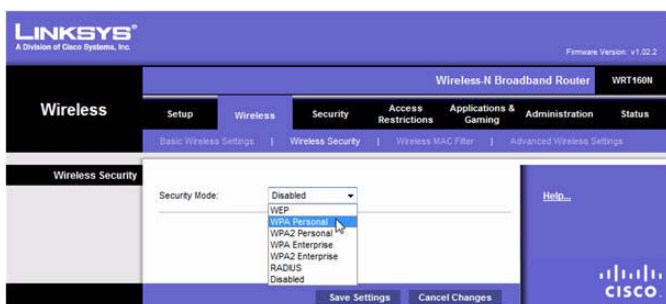 LINKSYS®
A Division of Cisco Systems, Inc.
Firmware Version: v1.02.2
Wireless-N Broadband Router WRT160N
Wireless
Setup Wireless Security Access Restrictions Applications & Gaming Administration Status
Basic Wireless Settings | Wireless Security | Wireless MAC Filter | Advanced Wireless Settings
Wireless Security
Security Mode: Disabled
Help...
WEP
WPA Personal
WPA2 Personal
WPA Enterprise
WPA2 Enterprise
RADIUS
Disabled
Save Settings Cancel Changes
CISCO.